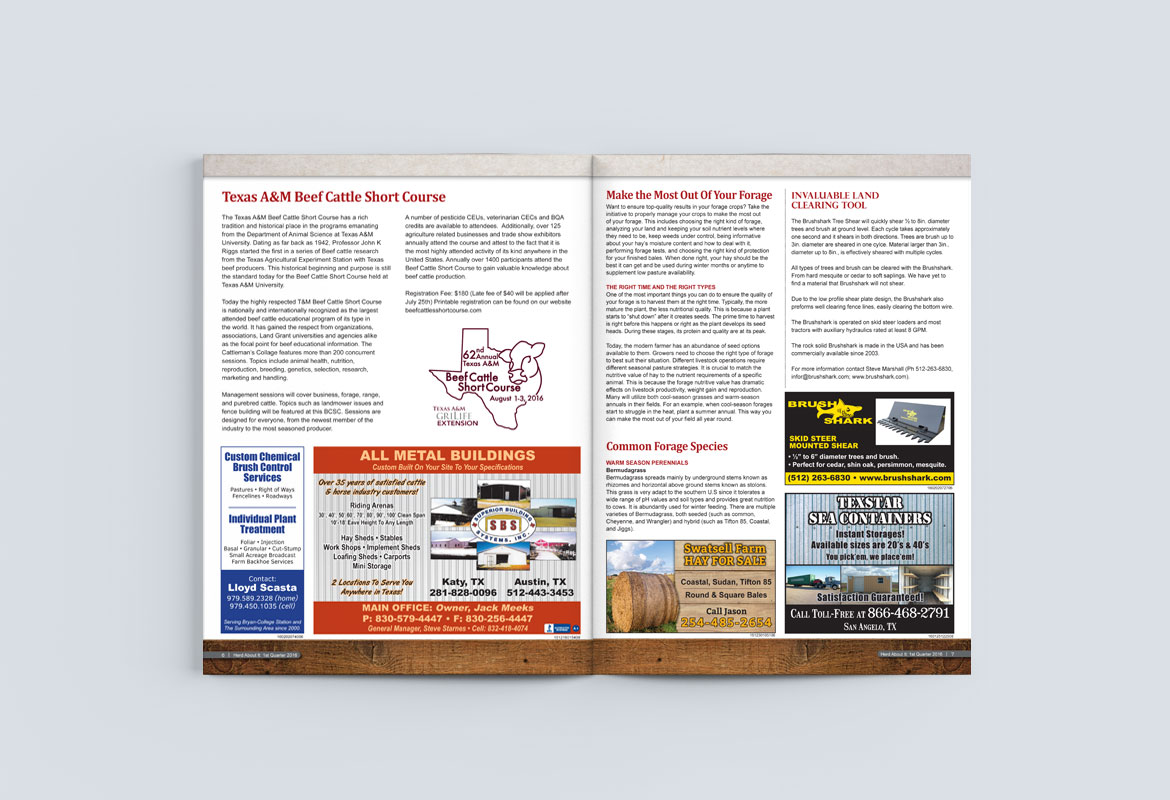 Texas A&M Beef Cattle Short Course
The Texas A&M Beef Cattle Short Course has a rich
tradition and historical place in the programs emanating
from the Department of Animal Science at Texas A&M
University. Dating as far back as 1942, Professor John K
Riggs started the first in a series of Beef cattle research
from the Texas Agricultural Experiment Station with Texas
beef producers. This historical beginning and purpose is still
the standard today for the Beef Cattle Short Course held at
Texas A&M University.
Today the highly respected T&M Beef Cattle Short Course
is nationally and internationally recognized as the largest
attended beef cattle educational program of its type in
the world. It has gained the respect from organizations,
associations, Land Grant universities and agencies alike
as the focal point for beef educational information. The
Cattleman's Collage features more than 200 concurrent
sessions. Topics include animal health, nutrition,
reproduction, breeding, genetics, selection, research,
marketing and handling.
Management sessions will cover business, forage, range,
and purebred cattle. Topics such as landowner issues and
fence building will be featured at this BCSC. Sessions are
designed for everyone, from the newest member of the
industry to the most seasoned producer.
A number of pesticide CEUs, veterinarian CECs and BQA
credits are available to attendees. Additionally, over 125
agriculture related businesses and trade show exhibitors
annually attend the course and attest to the fact that it is
the most highly attended activity of its kind anywhere in the
United States. Annually over 1400 participants attend the
Beef Cattle Short Course to gain valuable knowledge about
beef cattle production.
Registration Fee: $180 (Late fee of $40 will be applied after
July 25th) Printable registration can be found on our website
beefcattleshortcourse.com
62nd Annual
Texas A&M
Beef Cattle
Short Course
August 1-3, 2016
TEXAS A&M
GRILIFE
EXTENSION
Custom Chemical
Brush Control
Services
Pastures • Right of Ways
Fencelines • Roadways
Individual Plant
Treatment
Foliar • Injection
Basal • Granular • Cut-Stump
Small Acreage Broadcast
Farm Backhoe Services
Contact:
Lloyd Scasta
979.589.2328 (home)
979.450.1035 (cell)
Serving Bryan-College Station and
The Surrounding Area since 2000.
ALL METAL BUILDINGS
Custom Built On Your Site To Your Specifications
Over 35 years of satisfied cattle
& horse industry customers!
Riding Arenas
30', 40', 50', 60', 70', 80', 90', 100' Clean Span
10'-18' Eave Height To Any Length
Hay Sheds • Stables
Work Shops • Implement Sheds
Loafing Sheds • Carports
Mini Storage
2 Locations To Serve You
Anywhere in Texas!
SUPERIOR BUILDING
SBS
SYSTEMS, INC.
Katy, TX
281-828-0096
Austin, TX
512-443-3453
MAIN OFFICE: Owner, Jack Meeks
P: 830-579-4447 • F: 830-256-4447
General Manager, Steve Starnes • Cell: 832-418-4074
6 | Herd About It, 1st Quarter 2016
Make the Most Out Of Your Forage
Want to ensure top-quality results in your forage crops? Take the
initiative to properly manage your crops to make the most out
of your forage. This includes choosing the right kind of forage,
analyzing your land and keeping your soil nutrient levels where
they need to be, keep weeds under control, being informative
about your hay's moisture content and how to deal with it,
performing forage tests, and choosing the right kind of protection
for your finished bales. When done right, your hay should be the
best it can get and be used during winter months or anytime to
supplement low pasture availability.
THE RIGHT TIME AND THE RIGHT TYPES
One of the most important things you can do to ensure the quality of
your forage is to harvest them at the right time. Typically, the more
mature the plant, the less nutritional quality. This is because a plant
starts to "shut down" after it creates seeds. The prime time to harvest
is right before this happens or right as the plant develops its seed
heads. During these stages, its protein and quality are at its peak.
Today, the modern farmer has an abundance of seed options
available to them. Growers need to choose the right type of forage
to best suit their situation. Different livestock operations require
different seasonal pasture strategies. It is crucial to match the
nutritive value of hay to the nutrient requirements of a specific
animal. This is because the forage nutritive value has dramatic
effects on livestock productivity, weight gain and reproduction.
Many will utilize both cool-season grasses and warm-season
annuals in their fields. For an example, when cool-season forages
start to struggle in the heat, plant a summer annual. This way you
can make the most out of your field all year round.
Common Forage Species
WARM SEASON PERENNIALS
Bermudagrass
Bermudagrass spreads mainly by underground stems known as
rhizomes and horizontal above ground stems known as stolons.
This grass is very adapt to the southern U.S since it tolerates a
wide range of pH values and soil types and provides great nutrition
to cows. It is abundantly used for winter feeding. There are multiple
varieties of Bermudagrass, both seeded (such as common,
Cheyenne, and Wrangler) and hybrid (such as Tifton 85, Coastal,
and Jiggs).
Swatsell Farm
HAY FOR SALE
Coastal, Sudan, Tifton 85
Round & Square Bales
Call Jason
254-485-2654
INVALUABLE LAND
CLEARING TOOL
The Brushshark Tree Shear will quickly shear ½ to 6in. diameter
trees and brush at ground level. Each cycle takes approximately
one second and it shears in both directions. Trees are brush up to
3in. diameter are sheared in one cycle. Material larger than 3in.,
diameter up to 8in., is effectively sheared with multiple cycles.
All types of trees and brush can be cleared with the Brushshark.
From hard mesquite or cedar to soft saplings. We have yet to
find a material that Brushshark will not shear.
Due to the low profile shear plate design, the Brushshark also
preforms well clearing fence lines, easily clearing the bottom wire.
The Brushshark is operated on skid steer loaders and most
tractors with auxiliary hydraulics rated at least 8 GPM.
The rock solid Brushshark is made in the USA and has been
commercially available since 2003.
For more information contact Steve Marshall (Ph 512-263-6830,
infor@brushshark.com; www.brushshark.com).
BRUSH
SHARK
SKID STEER
MOUNTED SHEAR
• ½" to 6" diameter trees and brush.
• Perfect for cedar, shin oak, persimmon, mesquite.
(512) 263-6830 • www.brushshark.com
TEXSTAR
SEA CONTAINERS
Instant Storages!
Available sizes are 20's & 40's
You pick'em, we place'em!
Satisfaction Guaranteed!
CALL TOLL-FREE AT 866-468-2791
SAN ANGELO, TX
Herd About It, 1st Quarter 2016 | 7